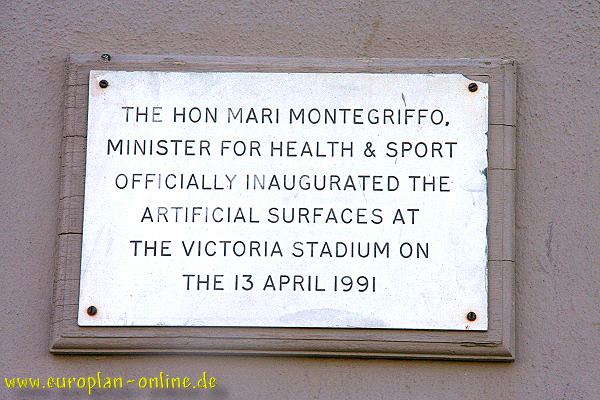 THE HON MARI MONTEGRIFFO,
MINISTER FOR HEALTH & SPORT
OFFICIALLY INAUGURATED THE
ARTIFICIAL SURFACES AT
THE VICTORIA STADIUM ON
THE 13 APRIL 1991
www.europlan-online.de